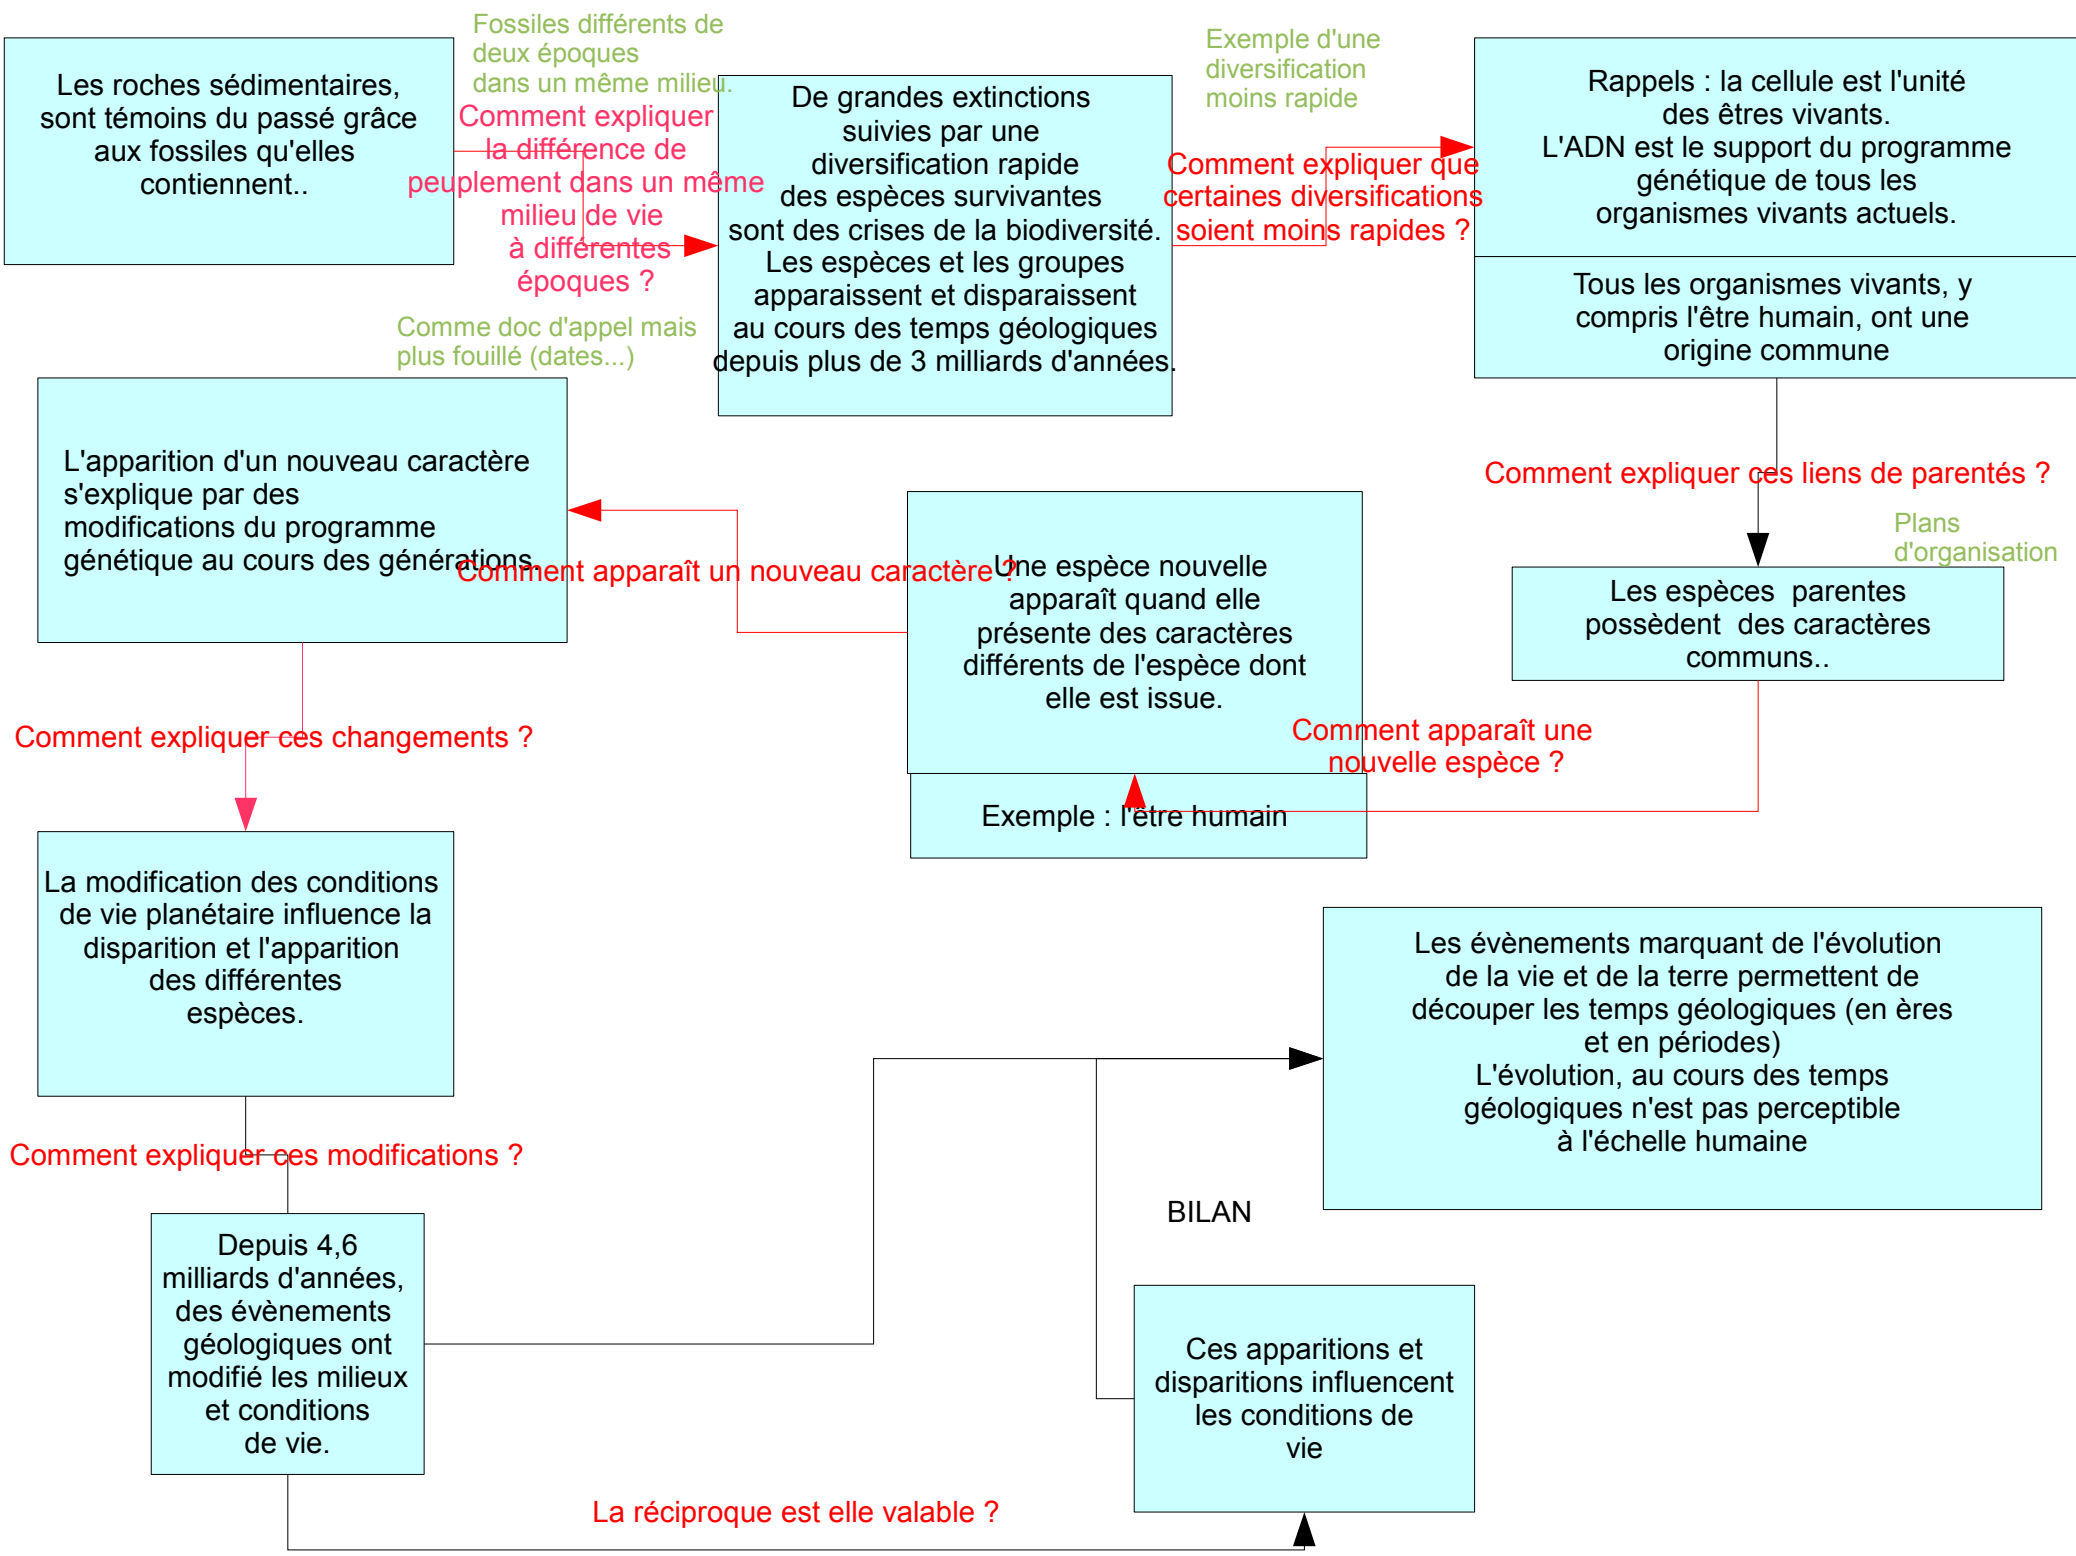 Les roches sédimentaires,
sont témoins du passé grâce
aux fossiles qu'elles
contiennent..
Fossiles différents de
deux époques
dans un même milieu.
Comment expliquer
la différence de
peuplement dans un même
milieu de vie
à différentes
époques ?
Comme doc d'appel mais
plus fouillé (dates...)
De grandes extinctions
suivies par une
diversification rapide
des espèces survivantes
sont des crises de la biodiversité.
Les espèces et les groupes
apparaissent et disparaissent
au cours des temps géologiques
depuis plus de 3 milliards d'années.
Exemple d'une
diversification
moins rapide
Comment expliquer que
certaines diversifications
soient moins rapides ?
Rappels : la cellule est l'unité
des êtres vivants.
L'ADN est le support du programme
génétique de tous les
organismes vivants actuels.
Tous les organismes vivants, y
compris l'être humain, ont une
origine commune
Comment expliquer ces liens de parentés ?
Plans
d'organisation
Les espèces parentes
possèdent des caractères
communs..
Comment apparaît une
nouvelle espèce ?
Une espèce nouvelle
apparaît quand elle
présente des caractères
différents de l'espèce dont
elle est issue.
Exemple : l'être humain
Comment apparaît un nouveau caractère ?
L'apparition d'un nouveau caractère
s'explique par des
modifications du programme
génétique au cours des générations.
Comment expliquer ces changements ?
La modification des conditions
de vie planétaire influence la
disparition et l'apparition
des différentes
espèces.
Comment expliquer ces modifications ?
Depuis 4,6
milliards d'années,
des évènements
géologiques ont
modifié les milieux
et conditions
de vie.
La réciproque est elle valable ?
Ces apparitions et
disparitions influencent
les conditions de
vie
BILAN
Les évènements marquant de l'évolution
de la vie et de la terre permettent de
découper les temps géologiques (en ères
et en périodes)
L'évolution, au cours des temps
géologiques n'est pas perceptible
à l'échelle humaine